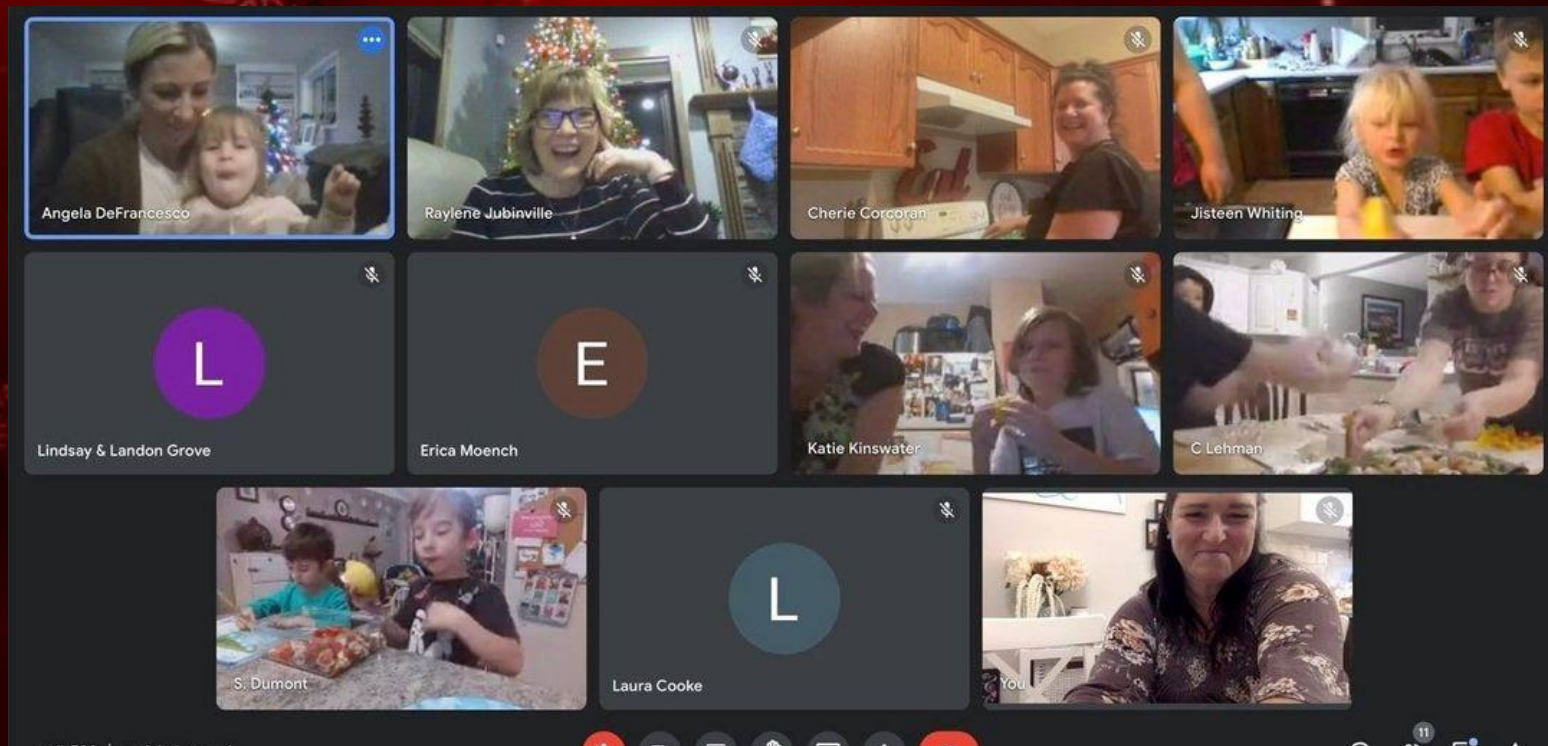 Angela DeFrancesco
Raylene Jubinville
Cherie Corcoran
Jisteen Whiting
L
Lindsay & Landon Grove
E
Erica Moench
Katie Kinswater
C Lehman
S. Dumont
L
Laura Cooke
You
11